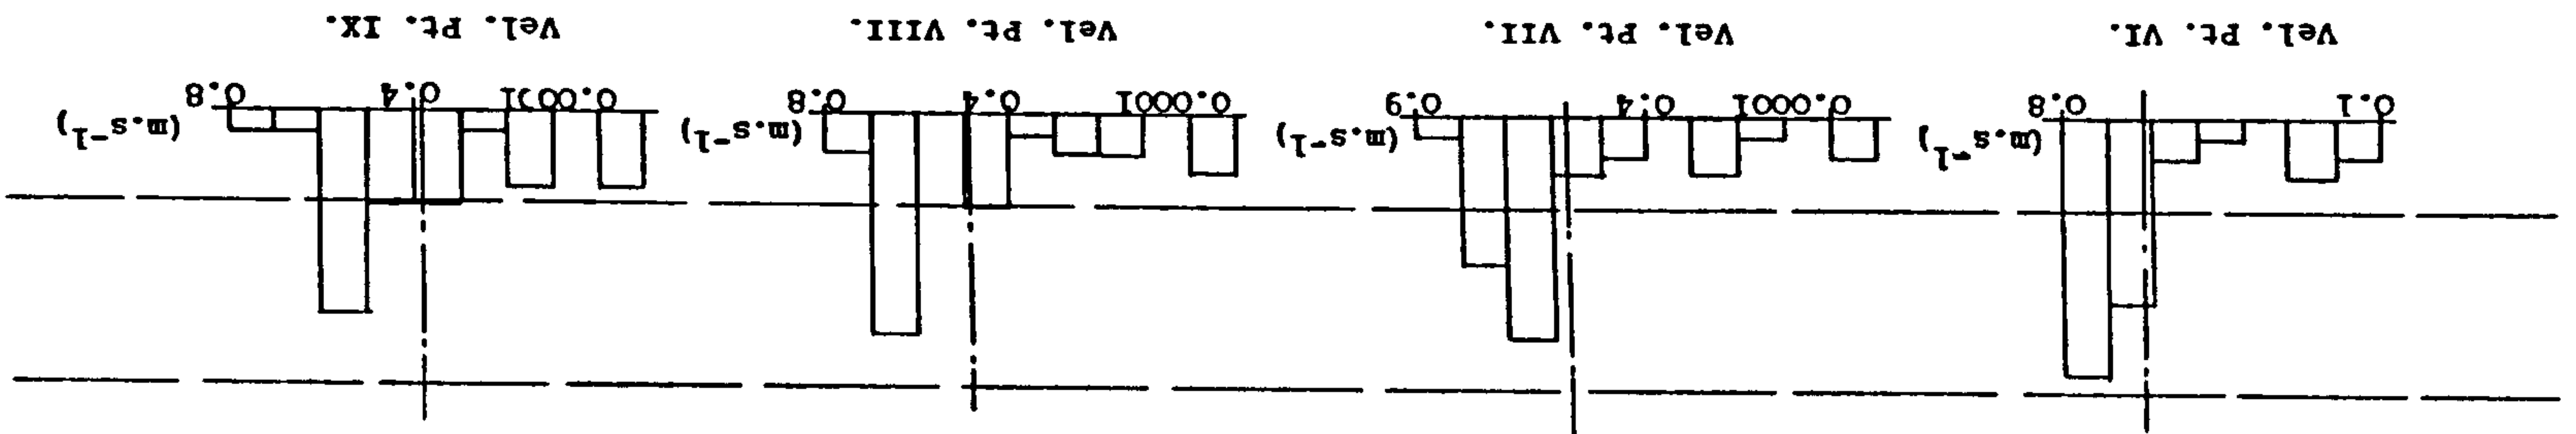 0.1 0.8 (m.s⁻¹) 0.0001 0.4 0.9 (m.s⁻¹) 0.0001 0.4 0.8 (m.s⁻¹) 0.0001 0.4 0.8 (m.s⁻¹)
Vel. Pt. VI. Vel. Pt. VII. Vel. Pt. VIII. Vel. Pt. IX.